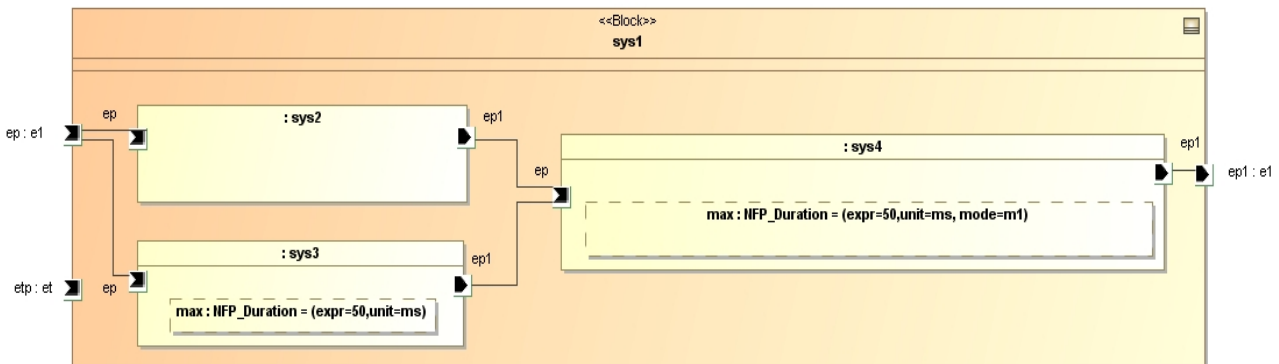 <<Block>>
sys1
ep : e1
ep
: sys2
ep1
ep
: sys4
ep1
ep1 : e1
max : NFP_Duration = (expr=50,unit=ms, mode=m1)
: sys3
ep1
etp : et
ep
max : NFP_Duration = (expr=50,unit=ms)